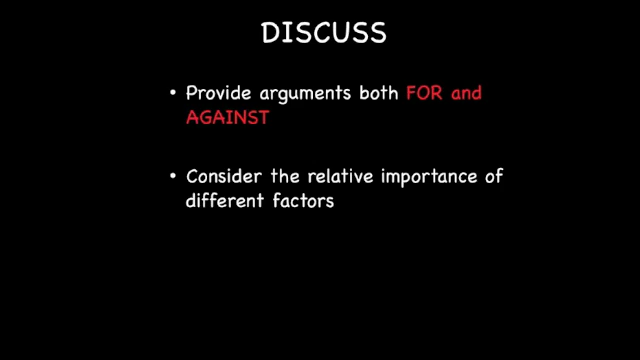 DISCUSS
• Provide arguments both FOR and
AGAINST
• Consider the relative importance of
different factors